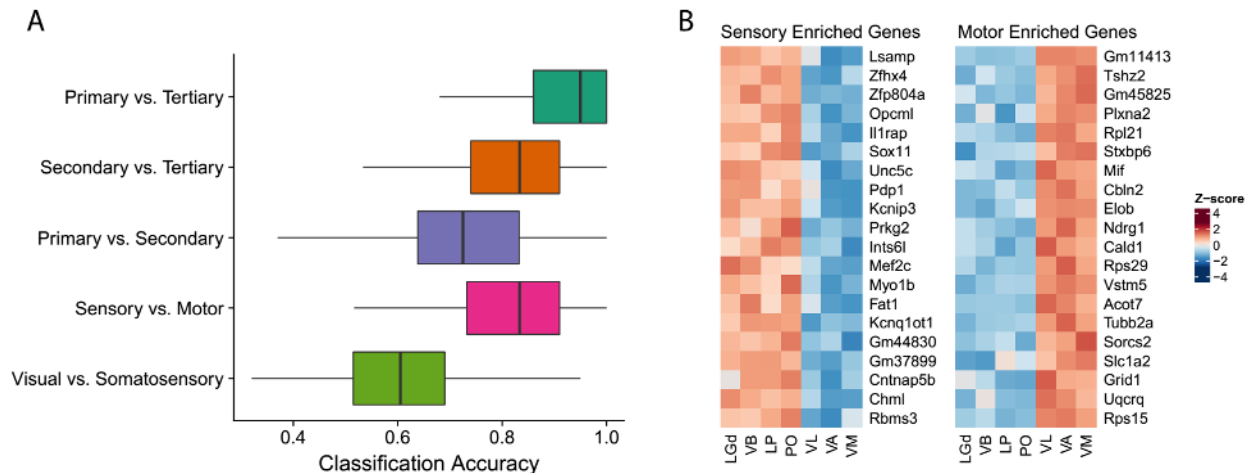 A
Primary vs. Tertiary
Secondary vs. Tertiary
Primary vs. Secondary
Sensory vs. Motor
Visual vs. Somatosensory
0.4 0.6 0.8 1.0
Classification Accuracy
B
Sensory Enriched Genes
Lsamp
Zfhx4
Zfp804a
Opcml
Il1rap
Sox11
Unc5c
Pdp1
Kcnip3
Prkg2
Ints6l
Mef2c
Myo1b
Fat1
Kcnq1ot1
Gm44830
Gm37899
Cntnap5b
Chml
Rbms3
LGd VB LP PO VL VA VM
Motor Enriched Genes
Gm11413
Tshz2
Gm45825
Plxna2
Rpl21
Stxbp6
Mif
Cbln2
Elob
Ndrg1
Cald1
Rps29
Vstm5
Acot7
Tubb2a
Sorcs2
Slc1a2
Grid1
Uqcrq
Rps15
LGd VB LP PO VL VA VM
Z−score
4
2
0
−2
−4